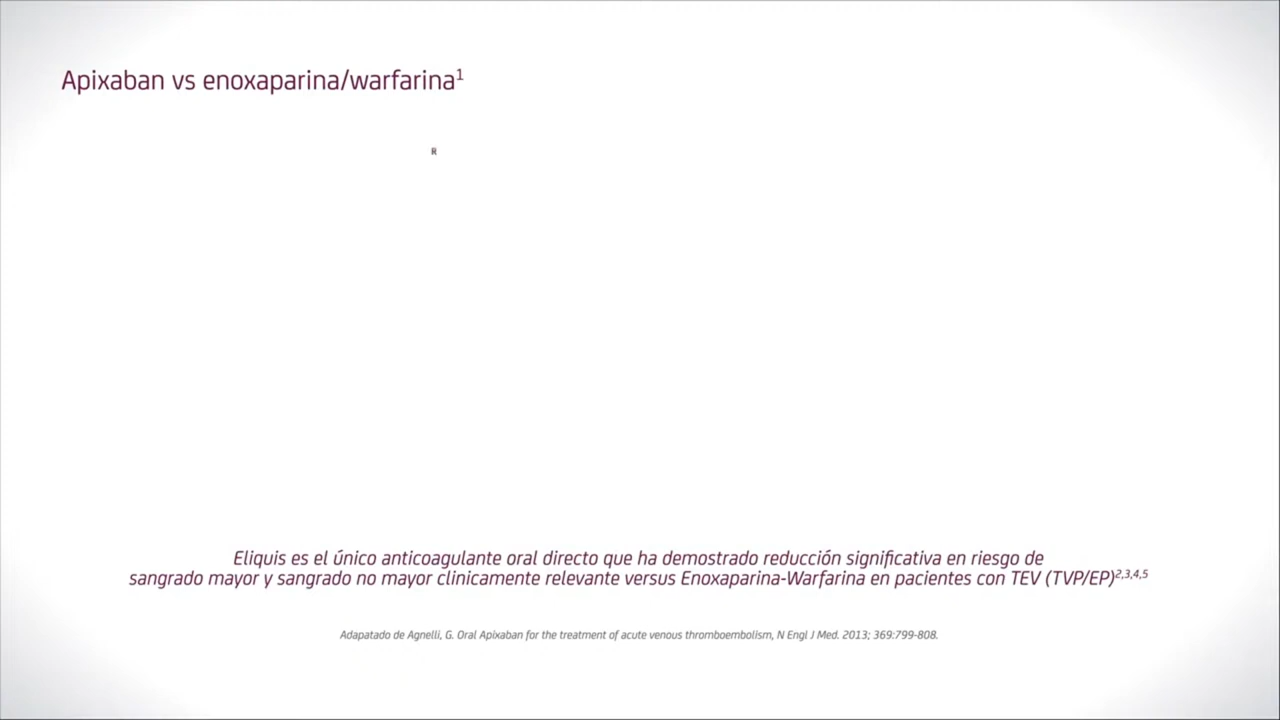 Apixaban vs enoxaparina/warfarina¹
R
Eliquis es el único anticoagulante oral directo que ha demostrado reducción significativa en riesgo de
sangrado mayor y sangrado no mayor clinicamente relevante versus Enoxaparina-Warfarina en pacientes con TEV (TVP/EP)²,³,⁴,⁵
Adapatado de Agnelli, G. Oral Apixaban for the treatment of acute venous thromboembolism, N Engl J Med. 2013; 369:799-808.